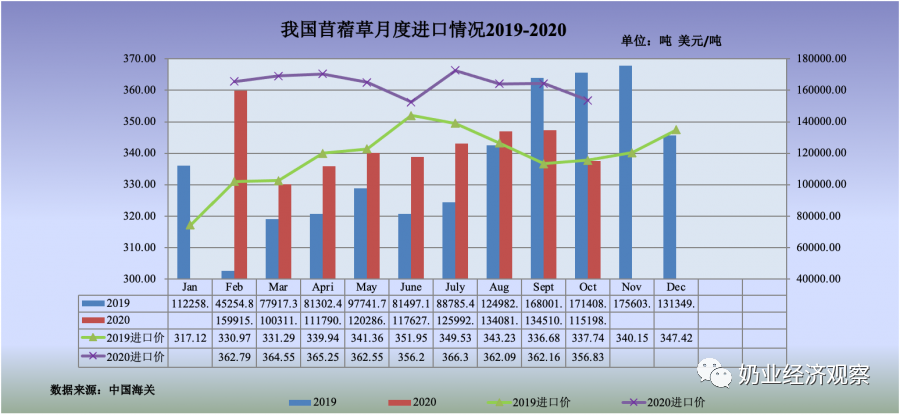 我国苜蓿草月度进口情况2019-2020
单位：吨 美元/吨
370.00 180000.00
360.00 160000.00
350.00 140000.00
340.00 120000.00
330.00 100000.00
320.00 80000.00
310.00 60000.00
300.00 40000.00
Jan Feb Mar Apri May June July Aug Sept Oct Nov Dec
2019 112258. 45254.8 77917.3 81302.4 97741.7 81497.1 88785.4 124982. 168001. 171408. 175603. 131349.
2020 159915. 100311. 111790. 120286. 117627. 125992. 134081. 134510. 115198.
2019进口价 317.12 330.97 331.29 339.94 341.36 351.95 349.53 343.23 336.68 337.74 340.15 347.42
2020进口价 362.79 364.55 365.25 362.55 356.2 366.3 362.09 362.16 356.83
奶业经济观察
数据来源：中国海关
2019 2020 2019进口价 2020进口价